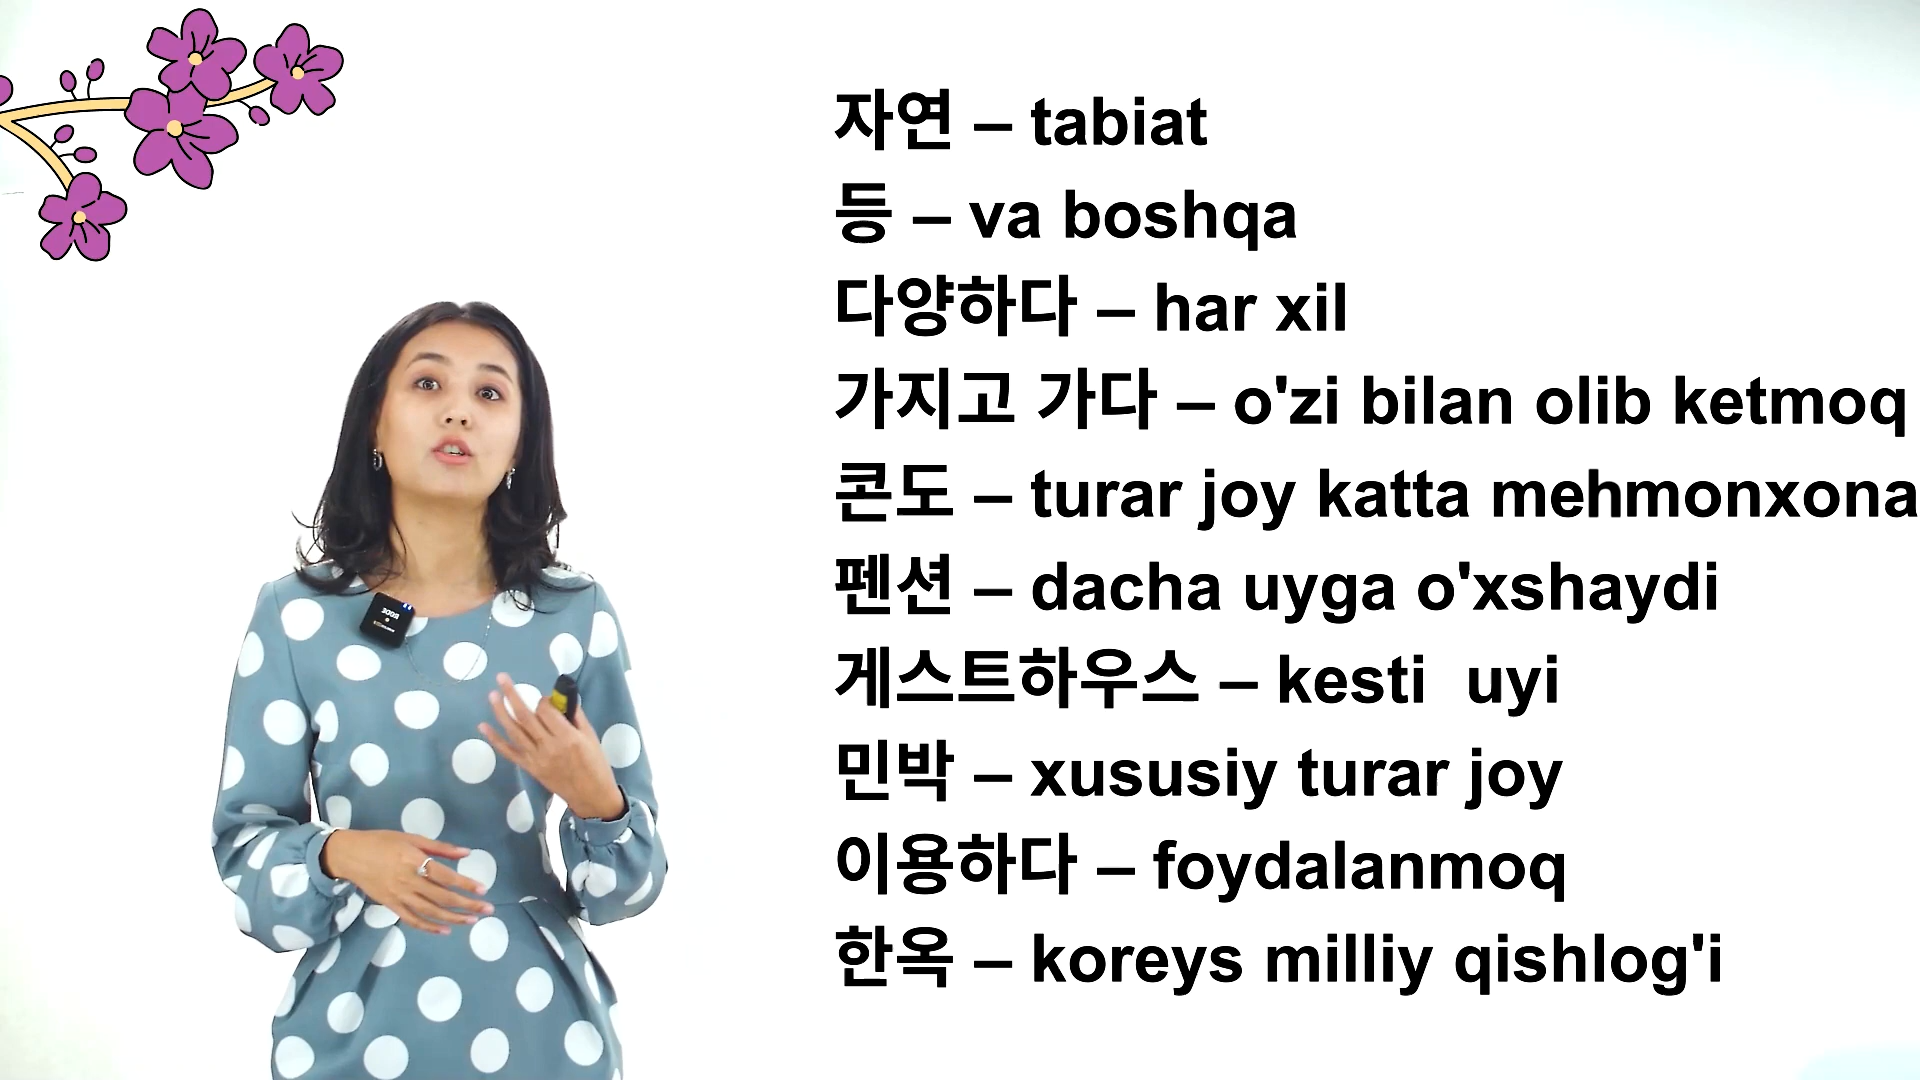 자연 – tabiat
등 – va boshqa
다양하다 – har xil
가지고 가다 – o'zi bilan olib ketmoq
콘도 – turar joy katta mehmonxona
펜션 – dacha uyga o'xshaydi
게스트하우스 – kesti  uyi
민박 – xususiy turar joy
이용하다 – foydalanmoq
한옥 – koreys milliy qishlog'i